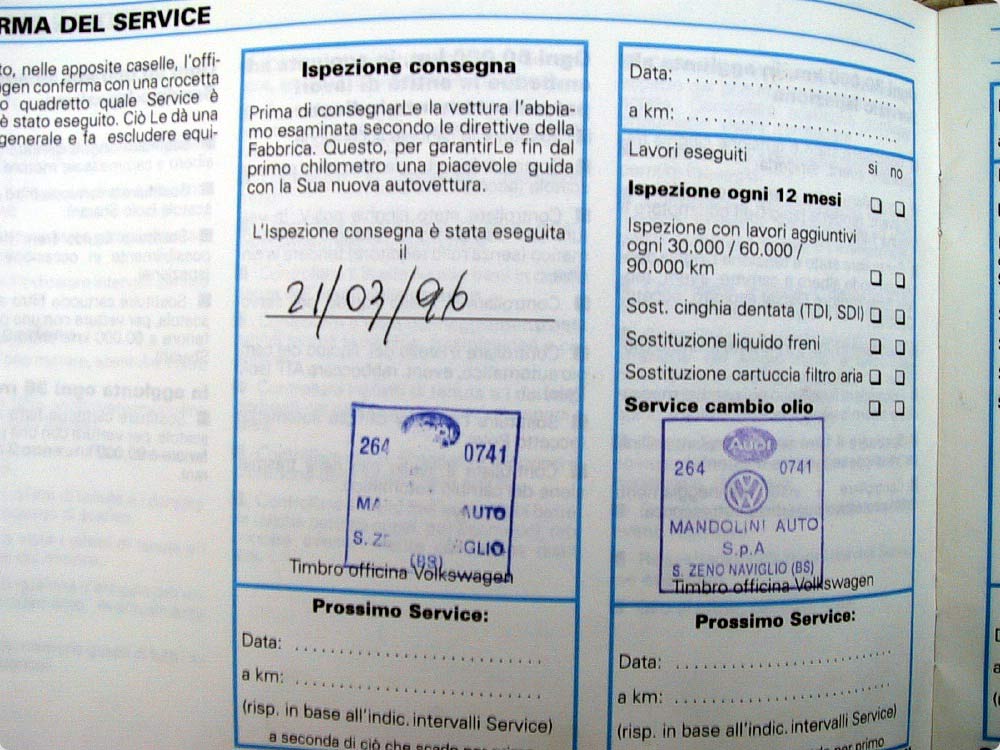 RMA DEL SERVICE
to, nelle apposite caselle, l'offi-
gen conferma con una crocetta
o quadretto quale Service è
è stato eseguito. Ciò Le dà una
generale e fa escludere equi-
Ispezione consegna
Prima di consegnarLe la vettura l'abbia-
mo esaminata secondo le direttive della
Fabbrica. Questo, per garantirLe fin dal
primo chilometro una piacevole guida
con la Sua nuova autovettura.
L'Ispezione consegna è stata eseguita
il
21/03/96
264 0741
MA AUTO
S. ZE VIGLIO
(BS)
Timbro officina Volkswagen
Prossimo Service:
Data:
a km:
(risp. in base all'indic. intervalli Service)
a seconda di ciò che scade per primo
Data:
a km:
Lavori eseguiti si no
Ispezione ogni 12 mesi
Ispezione con lavori aggiuntivi
ogni 30.000 / 60.000 /
90.000 km
Sost. cinghia dentata (TDI, SDI)
Sostituzione liquido freni
Sostituzione cartuccia filtro aria
Service cambio olio
Audi
264 0741
MANDOLINI AUTO
S.p.A
S. ZENO NAVIGLIO (BS)
Timbro officina Volkswagen
Prossimo Service:
Data:
a km:
(risp. in base all'indic. intervalli Service)